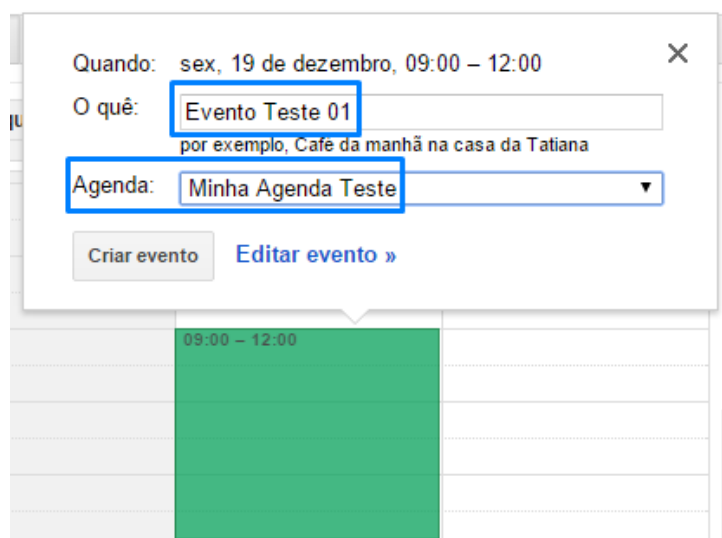 Quando: sex, 19 de dezembro, 09:00 – 12:00
O quê: Evento Teste 01
por exemplo, Café da manhã na casa da Tatiana
Agenda: Minha Agenda Teste
Criar evento Editar evento »
09:00 – 12:00